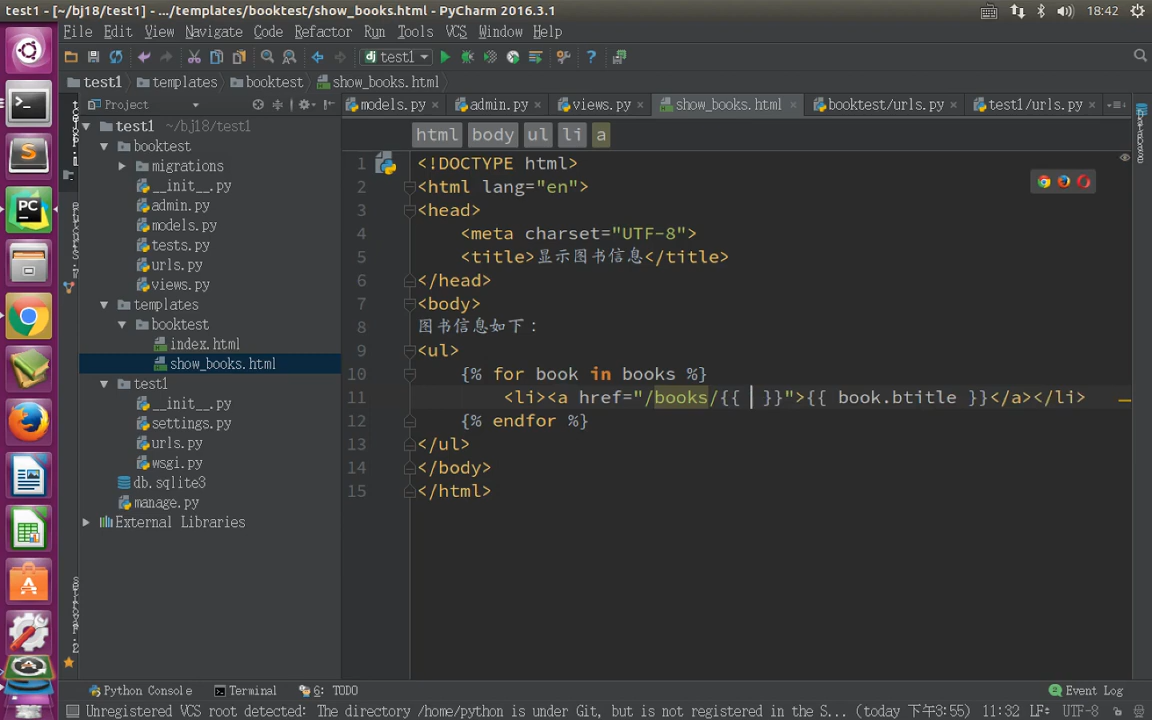 test1 - [~/bj18/test1] - .../templates/booktest/show_books.html - PyCharm 2016.3.1
18:42
File Edit View Navigate Code Refactor Run Tools VCS Window Help
test1
test1 templates booktest show_books.html
Project
models.py admin.py views.py show_books.html booktest/urls.py test1/urls.py
test1 ~/bj18/test1
booktest
migrations
__init__.py
admin.py
models.py
tests.py
urls.py
views.py
templates
booktest
index.html
show_books.html
test1
__init__.py
settings.py
urls.py
wsgi.py
db.sqlite3
manage.py
External Libraries
html body ul li a
1 <!DOCTYPE html>
2 <html lang="en">
3 <head>
4 <meta charset="UTF-8">
5 <title>显示图书信息</title>
6 </head>
7 <body>
8 图书信息如下：
9 <ul>
10 {% for book in books %}
11 <li><a href="/books/{{ }}">{{ book.btitle }}</a></li>
12 {% endfor %}
13 </ul>
14 </body>
15 </html>
Python Console Terminal 6: TODO Event Log
Unregistered VCS root detected: The directory /home/python is under Git, but is not registered in the S... (today 下午3:55) 11:32 LF÷ UTF-8